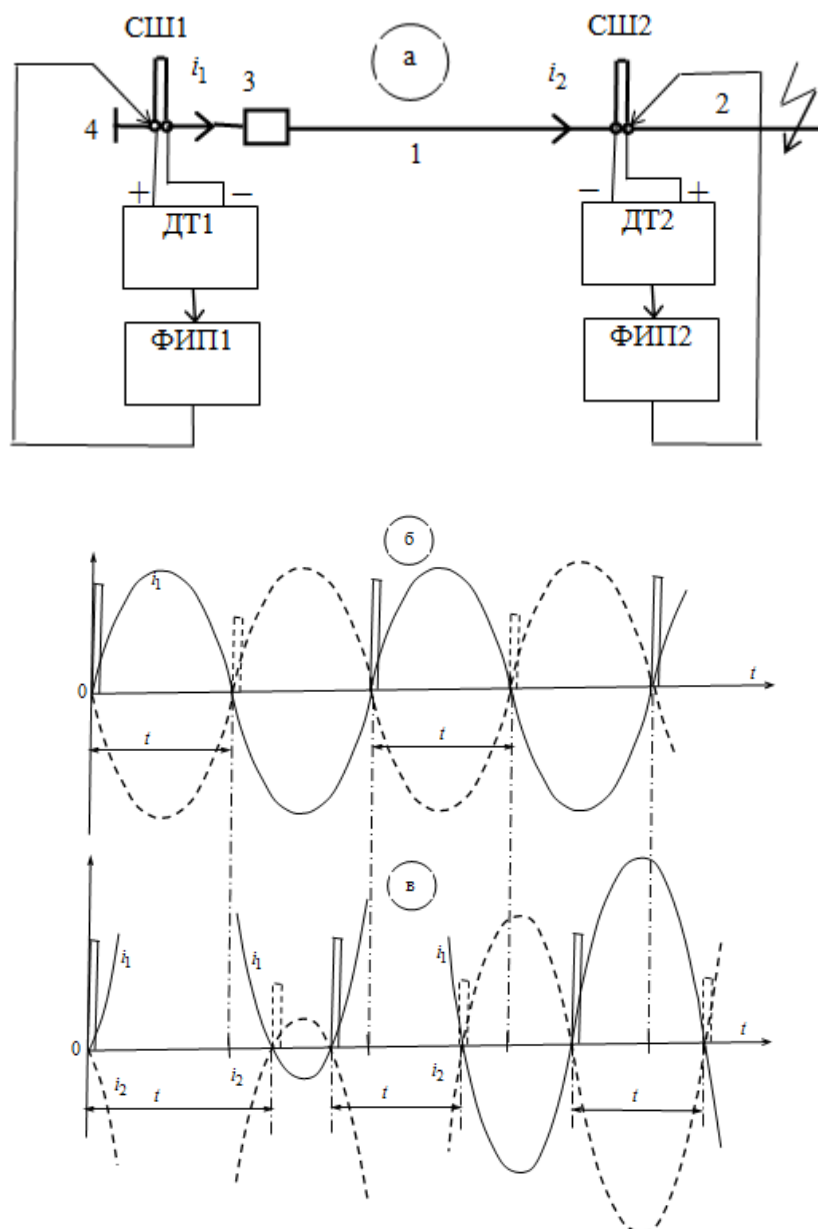 СШ1 СШ2
i₁ 3 а i₂ 2
4 1
+ − − +
ДТ1 ДТ2
ФИП1 ФИП2
б
i₁
0 t
t t
в
i₁ i₁ i₁
0 t
i₂ i₂ i₂
t t t